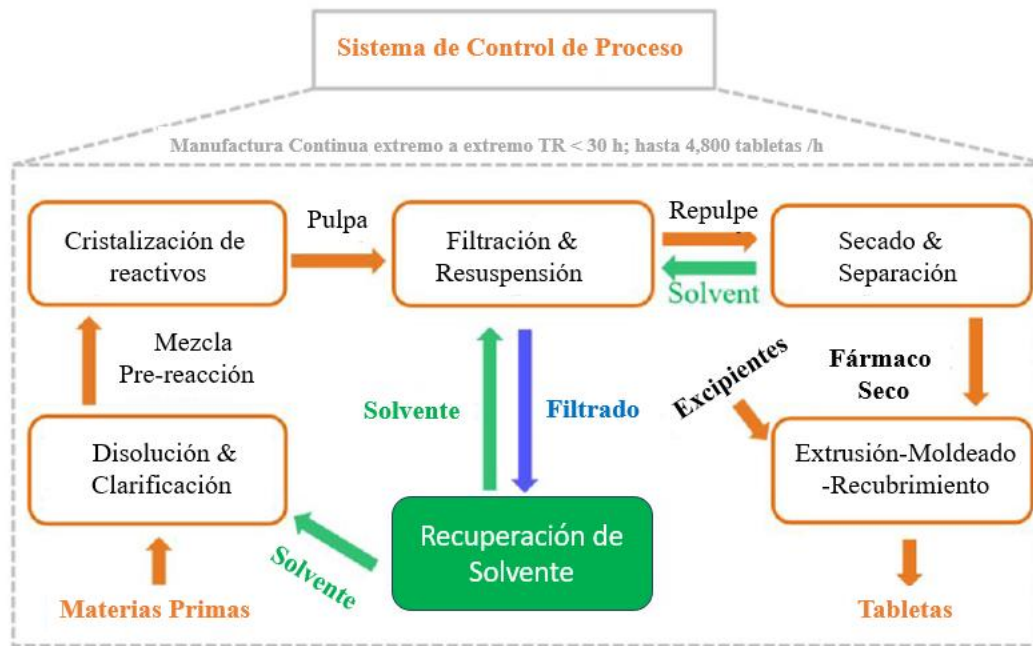 Sistema de Control de Proceso
Manufactura Continua extremo a extremo TR < 30 h; hasta 4,800 tabletas /h
Cristalización de
reactivos
Pulpa
Filtración &
Resuspensión
Repulpe
Solvent
Secado &
Separación
Mezcla
Pre-reacción
Solvente
Filtrado
Excipientes
Fármaco
Seco
Disolución &
Clarificación
Extrusión-Moldeado
-Recubrimiento
Recuperación de
Solvente
Solvente
Materias Primas
Tabletas